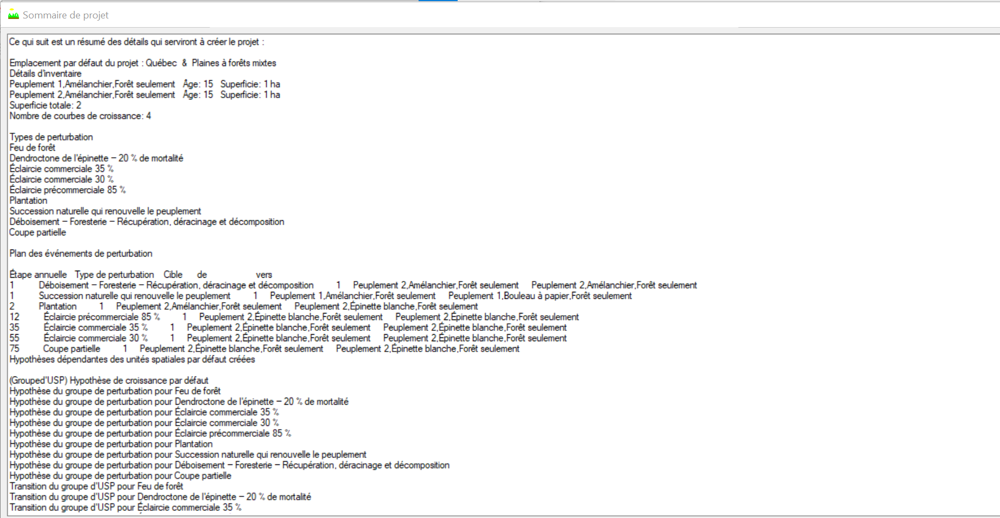 Sommaire de projet
Ce qui suit est un résumé des détails qui serviront à créer le projet :
Emplacement par défaut du projet : Québec & Plaines à forêts mixtes
Détails d'inventaire
Peuplement 1,Amélanchier,Forêt seulement Âge: 15 Superficie: 1 ha
Peuplement 2,Amélanchier,Forêt seulement Âge: 15 Superficie: 1 ha
Superficie totale: 2
Nombre de courbes de croissance: 4
Types de perturbation
Feu de forêt
Dendroctone de l'épinette – 20 % de mortalité
Éclaircie commerciale 35 %
Éclaircie commerciale 30 %
Éclaircie précommerciale 85 %
Plantation
Succession naturelle qui renouvelle le peuplement
Déboisement – Foresterie – Récupération, déracinage et décomposition
Coupe partielle
Plan des événements de perturbation
Étape annuelle Type de perturbation Cible de vers
1 Déboisement – Foresterie – Récupération, déracinage et décomposition 1 Peuplement 2,Amélanchier,Forêt seulement Peuplement 2,Amélanchier,Forêt seulement
1 Succession naturelle qui renouvelle le peuplement 1 Peuplement 1,Amélanchier,Forêt seulement Peuplement 1,Bouleau à papier,Forêt seulement
2 Plantation 1 Peuplement 2,Amélanchier,Forêt seulement Peuplement 2,Épinette blanche,Forêt seulement
12 Éclaircie précommerciale 85 % 1 Peuplement 2,Épinette blanche,Forêt seulement Peuplement 2,Épinette blanche,Forêt seulement
35 Éclaircie commerciale 35 % 1 Peuplement 2,Épinette blanche,Forêt seulement Peuplement 2,Épinette blanche,Forêt seulement
55 Éclaircie commerciale 30 % 1 Peuplement 2,Épinette blanche,Forêt seulement Peuplement 2,Épinette blanche,Forêt seulement
75 Coupe partielle 1 Peuplement 2,Épinette blanche,Forêt seulement Peuplement 2,Épinette blanche,Forêt seulement
Hypothèses dépendantes des unités spatiales par défaut créées
(Grouped'USP) Hypothèse de croissance par défaut
Hypothèse du groupe de perturbation pour Feu de forêt
Hypothèse du groupe de perturbation pour Dendroctone de l'épinette – 20 % de mortalité
Hypothèse du groupe de perturbation pour Éclaircie commerciale 35 %
Hypothèse du groupe de perturbation pour Éclaircie commerciale 30 %
Hypothèse du groupe de perturbation pour Éclaircie précommerciale 85 %
Hypothèse du groupe de perturbation pour Plantation
Hypothèse du groupe de perturbation pour Succession naturelle qui renouvelle le peuplement
Hypothèse du groupe de perturbation pour Déboisement – Foresterie – Récupération, déracinage et décomposition
Hypothèse du groupe de perturbation pour Coupe partielle
Transition du groupe d'USP pour Feu de forêt
Transition du groupe d'USP pour Dendroctone de l'épinette – 20 % de mortalité
Transition du groupe d'USP pour Éclaircie commerciale 35 %